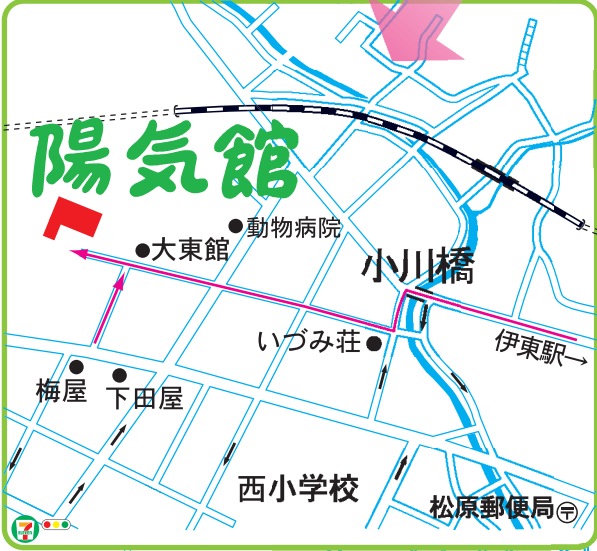 陽気館
動物病院
大東館
小川橋
いづみ荘
伊東駅→
梅屋
下田屋
西小学校
松原郵便局〒
7